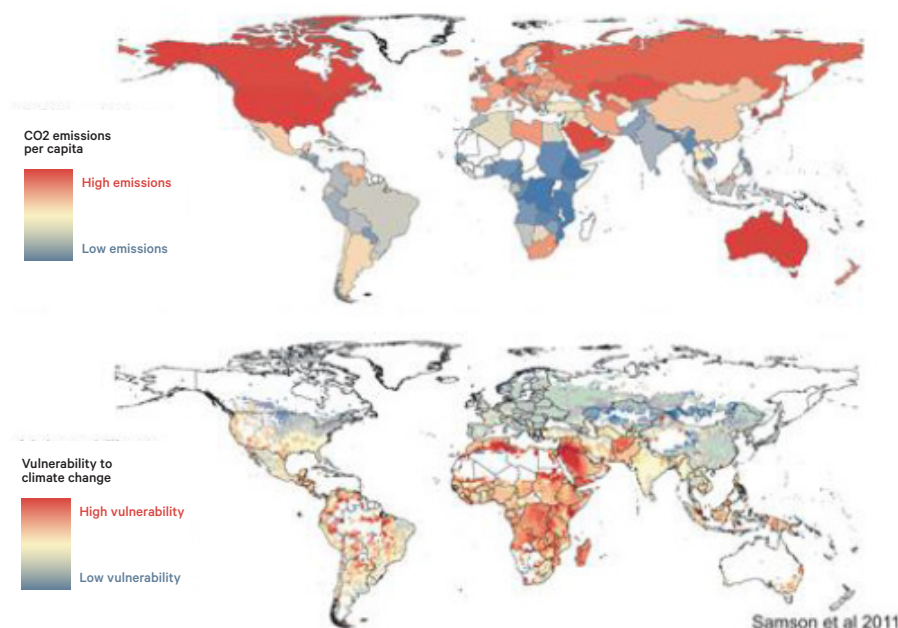 CO2 emissions
per capita
High emissions
Low emissions
Vulnerability to
climate change
High vulnerability
Low vulnerability
Samson et al 2011